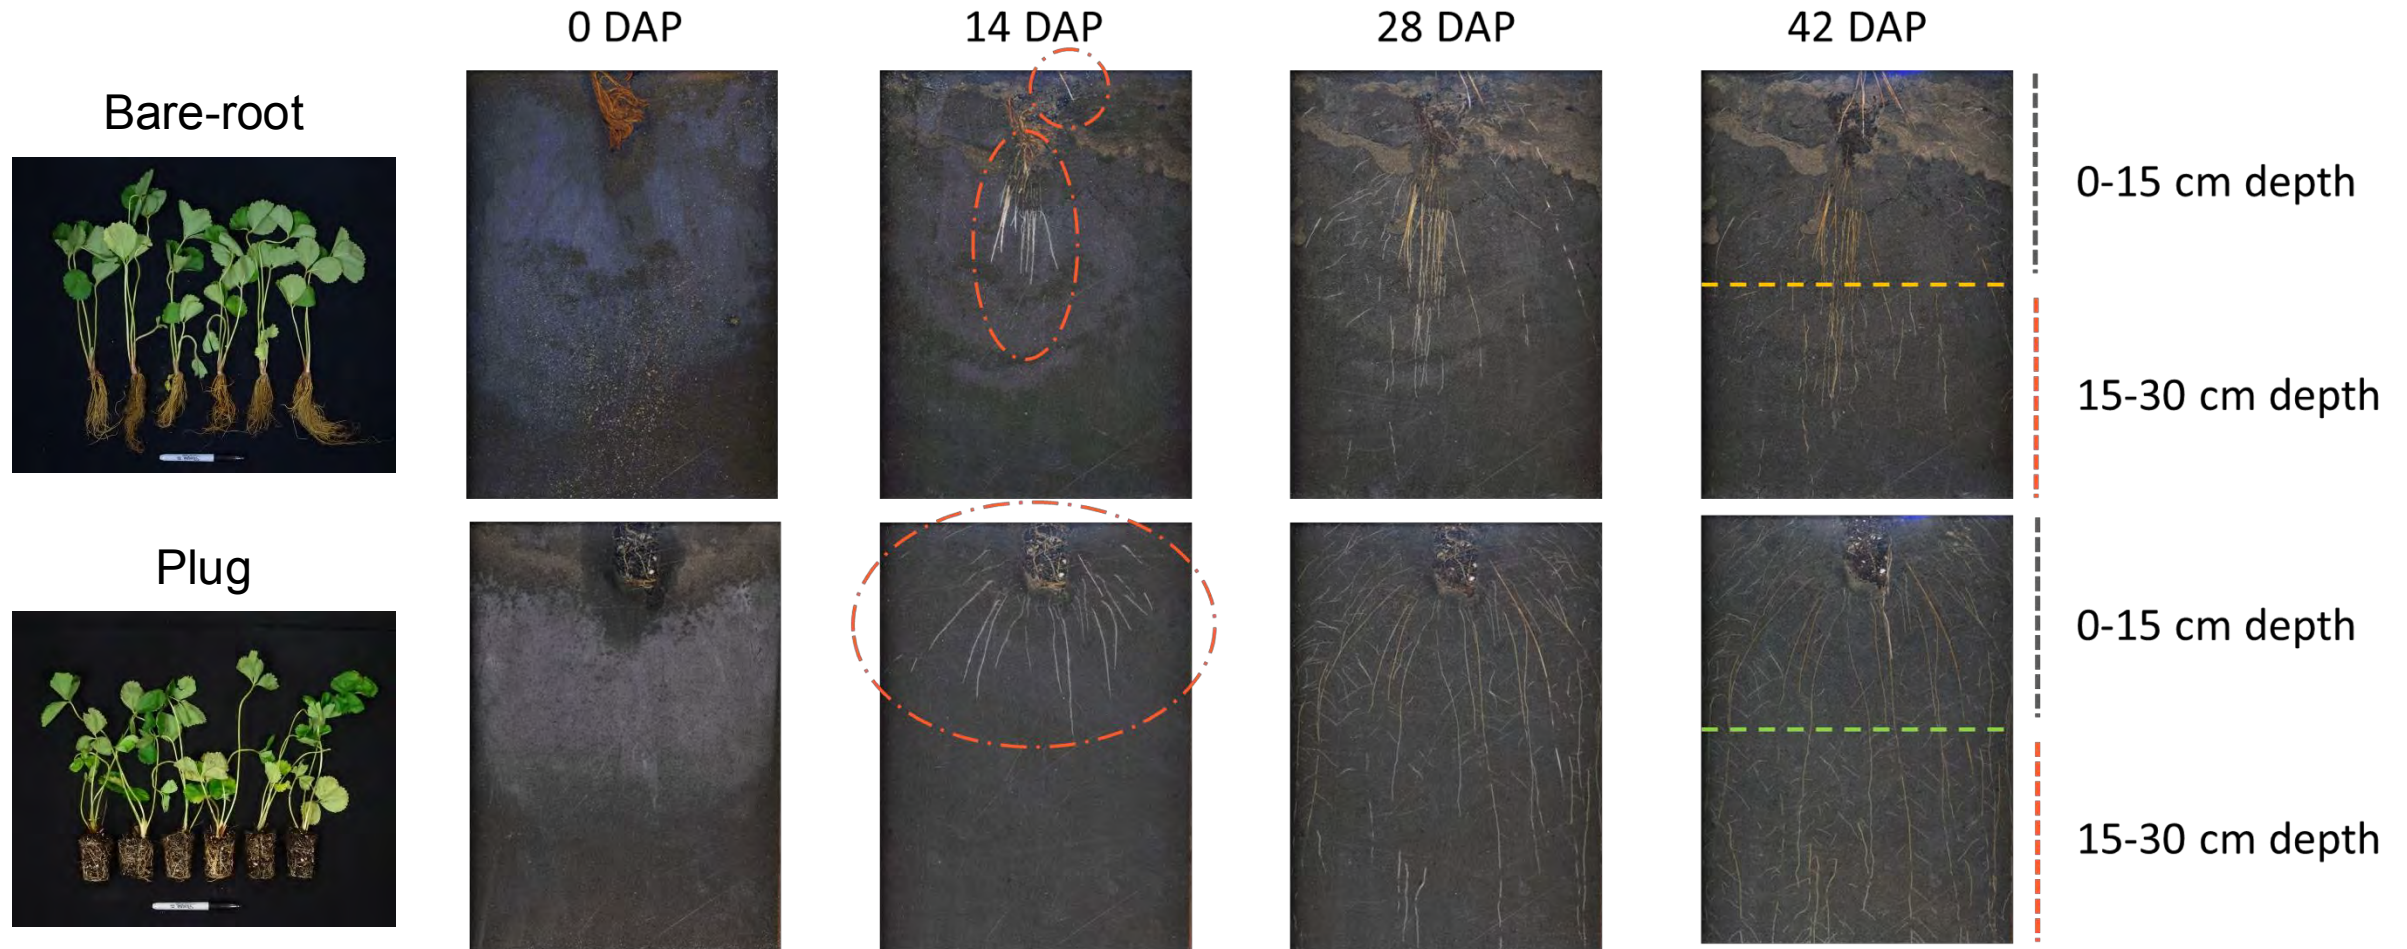 0 DAP
14 DAP
28 DAP
42 DAP
Bare-root
0-15 cm depth
15-30 cm depth
Plug
0-15 cm depth
15-30 cm depth